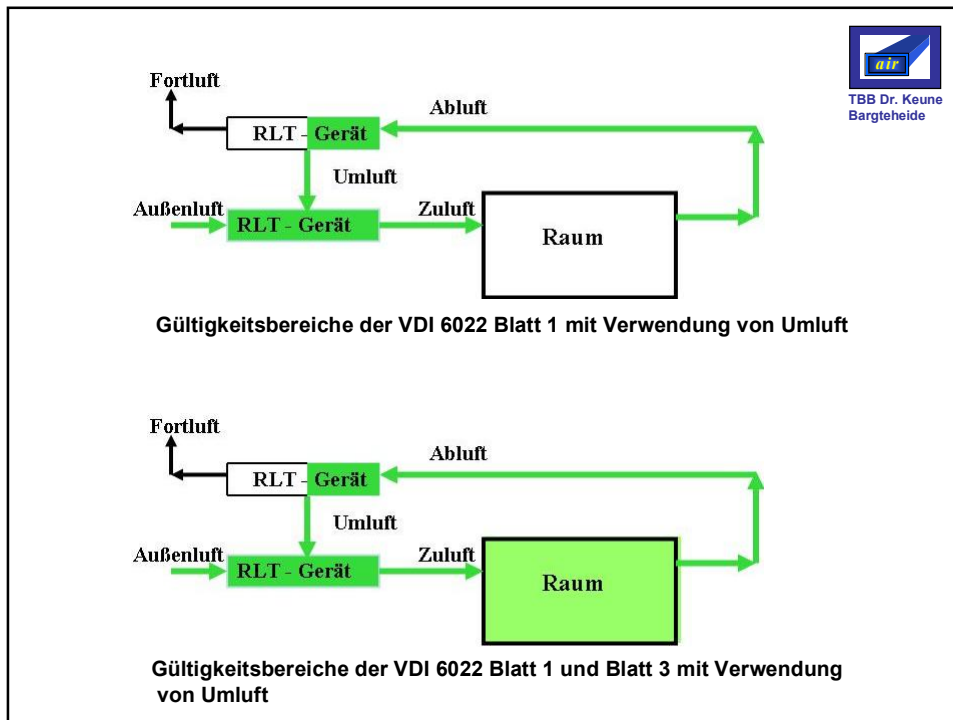 air
TBB Dr. Keune
Bargteheide
Fortluft
Abluft
RLT - Gerät
Umluft
Außenluft
Zuluft
RLT - Gerät
Raum
Gültigkeitsbereiche der VDI 6022 Blatt 1 mit Verwendung von Umluft
Fortluft
Abluft
RLT - Gerät
Umluft
Außenluft
Zuluft
RLT - Gerät
Raum
Gültigkeitsbereiche der VDI 6022 Blatt 1 und Blatt 3 mit Verwendung
von Umluft